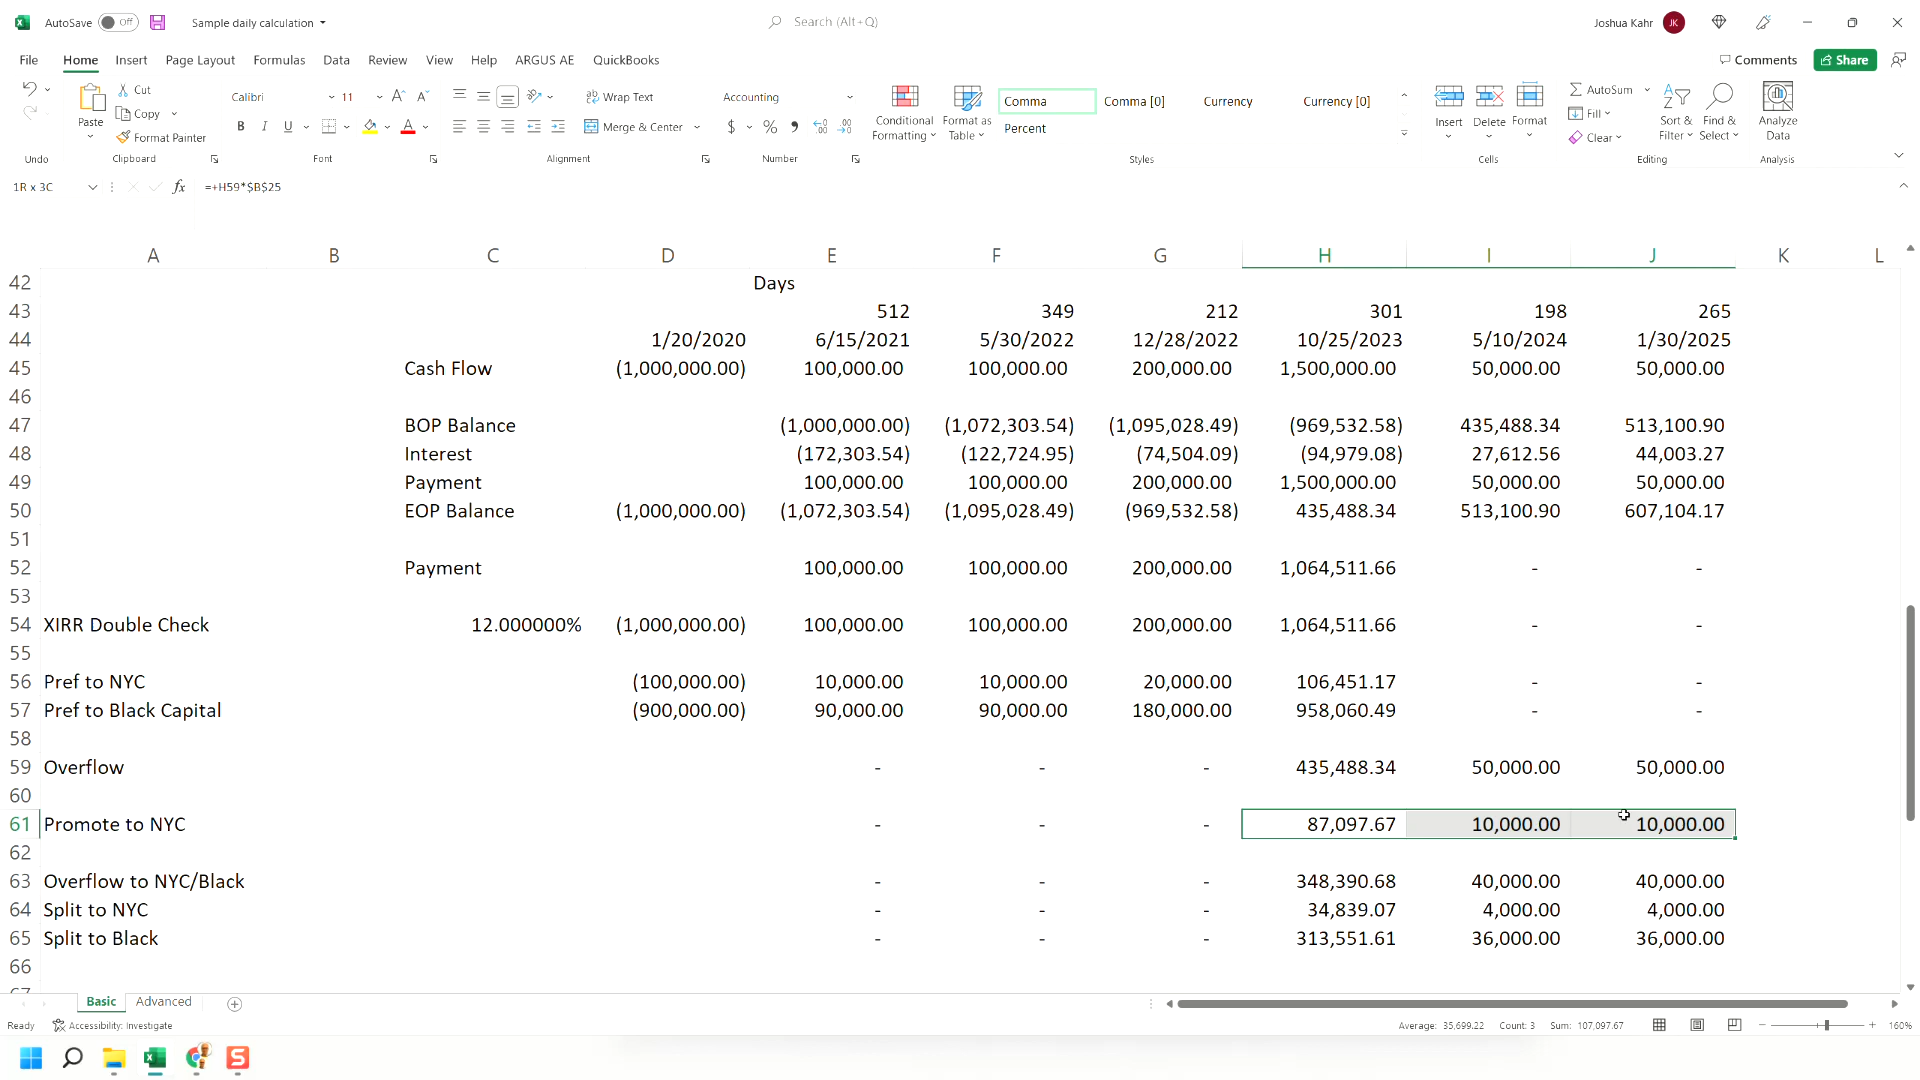 AutoSave Off Sample daily calculation Search (Alt+Q) Joshua Kahr JK
File Home Insert Page Layout Formulas Data Review View Help ARGUS AE QuickBooks Comments Share
Cut Calibri 11 Wrap Text Accounting Comma Comma [0] Currency Currency [0] AutoSum
Paste Copy Conditional Formatting Format as Table Insert Delete Format Fill Sort & Filter Find & Select Analyze Data
Format Painter B I U Merge & Center $ % Percent Clear
Undo Clipboard Font Alignment Number Styles Cells Editing Analysis
1R x 3C fx =+H59*$B$25
A B C D E F G H I J K L
42 Days
43 512 349 212 301 198 265
44 1/20/2020 6/15/2021 5/30/2022 12/28/2022 10/25/2023 5/10/2024 1/30/2025
45 Cash Flow (1,000,000.00) 100,000.00 100,000.00 200,000.00 1,500,000.00 50,000.00 50,000.00
46
47 BOP Balance (1,000,000.00) (1,072,303.54) (1,095,028.49) (969,532.58) 435,488.34 513,100.90
48 Interest (172,303.54) (122,724.95) (74,504.09) (94,979.08) 27,612.56 44,003.27
49 Payment 100,000.00 100,000.00 200,000.00 1,500,000.00 50,000.00 50,000.00
50 EOP Balance (1,000,000.00) (1,072,303.54) (1,095,028.49) (969,532.58) 435,488.34 513,100.90 607,104.17
51
52 Payment 100,000.00 100,000.00 200,000.00 1,064,511.66 - -
53
54 XIRR Double Check 12.000000% (1,000,000.00) 100,000.00 100,000.00 200,000.00 1,064,511.66 - -
55
56 Pref to NYC (100,000.00) 10,000.00 10,000.00 20,000.00 106,451.17 - -
57 Pref to Black Capital (900,000.00) 90,000.00 90,000.00 180,000.00 958,060.49 - -
58
59 Overflow - - - 435,488.34 50,000.00 50,000.00
60
61 Promote to NYC - - - 87,097.67 10,000.00 10,000.00
62
63 Overflow to NYC/Black - - - 348,390.68 40,000.00 40,000.00
64 Split to NYC - - - 34,839.07 4,000.00 4,000.00
65 Split to Black - - - 313,551.61 36,000.00 36,000.00
66
67
Basic Advanced
Ready Accessibility: Investigate Average: 35,699.22 Count: 3 Sum: 107,097.67 160%